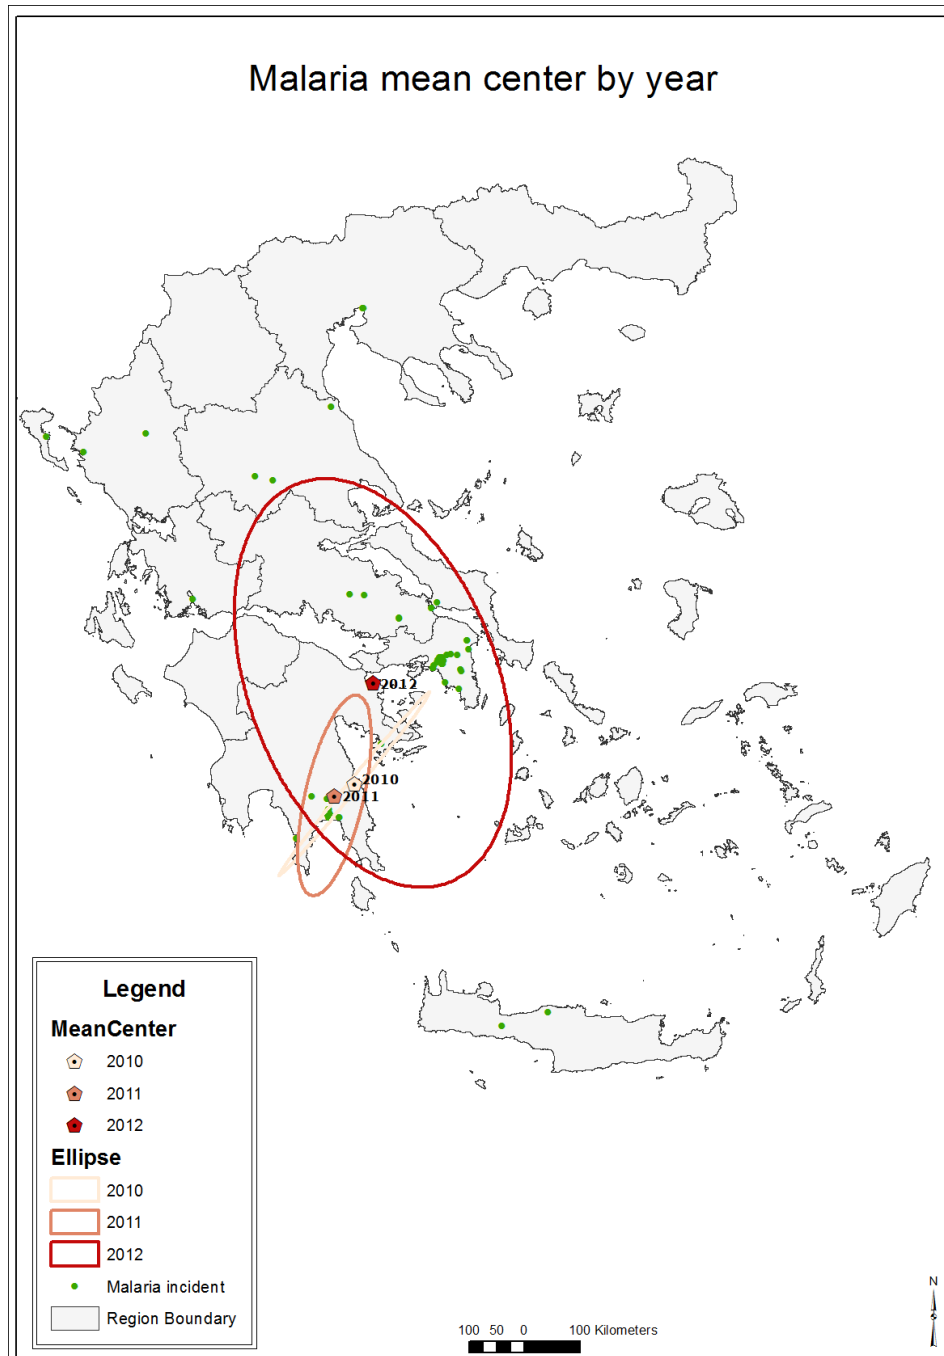 Malaria mean center by year
2012
2010
2011
Legend
MeanCenter
2010
2011
2012
Ellipse
2010
2011
2012
Malaria incident
Region Boundary
100 50 0 100 Kilometers
N